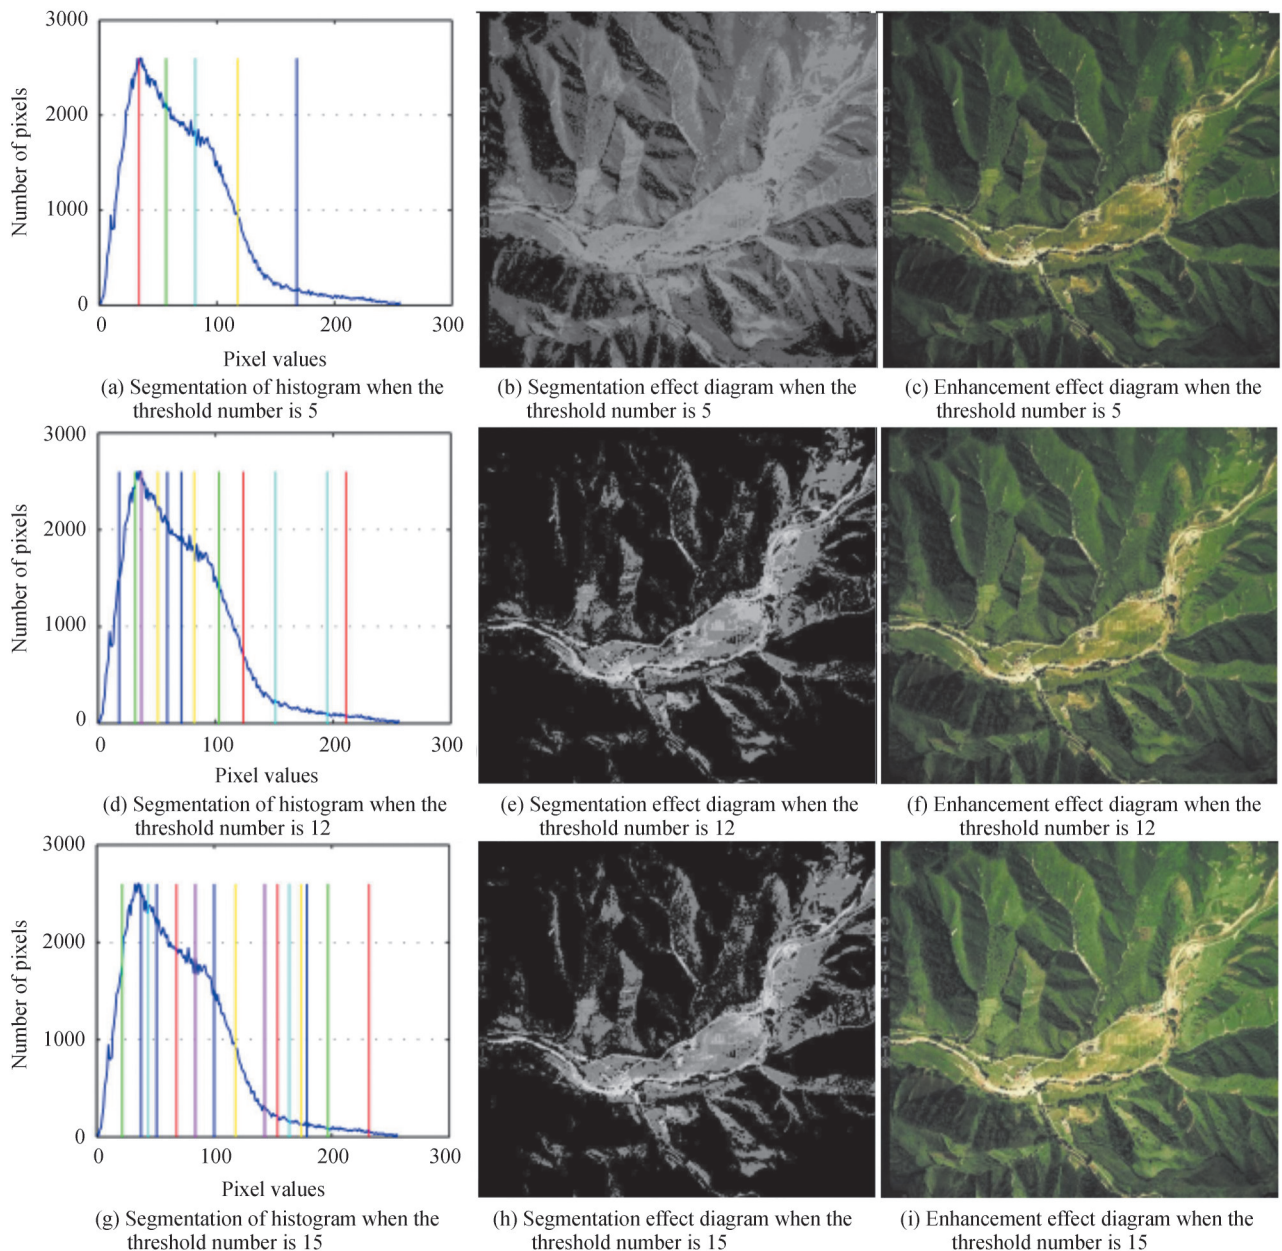 3000
2000
1000
0
0 100 200 300
Number of pixels
Pixel values
(a) Segmentation of histogram when the
threshold number is 5
(b) Segmentation effect diagram when the
threshold number is 5
(c) Enhancement effect diagram when the
threshold number is 5
3000
2000
1000
0
0 100 200 300
Number of pixels
Pixel values
(d) Segmentation of histogram when the
threshold number is 12
(e) Segmentation effect diagram when the
threshold number is 12
(f) Enhancement effect diagram when the
threshold number is 12
3000
2000
1000
0
0 100 200 300
Number of pixels
Pixel values
(g) Segmentation of histogram when the
threshold number is 15
(h) Segmentation effect diagram when the
threshold number is 15
(i) Enhancement effect diagram when the
threshold number is 15